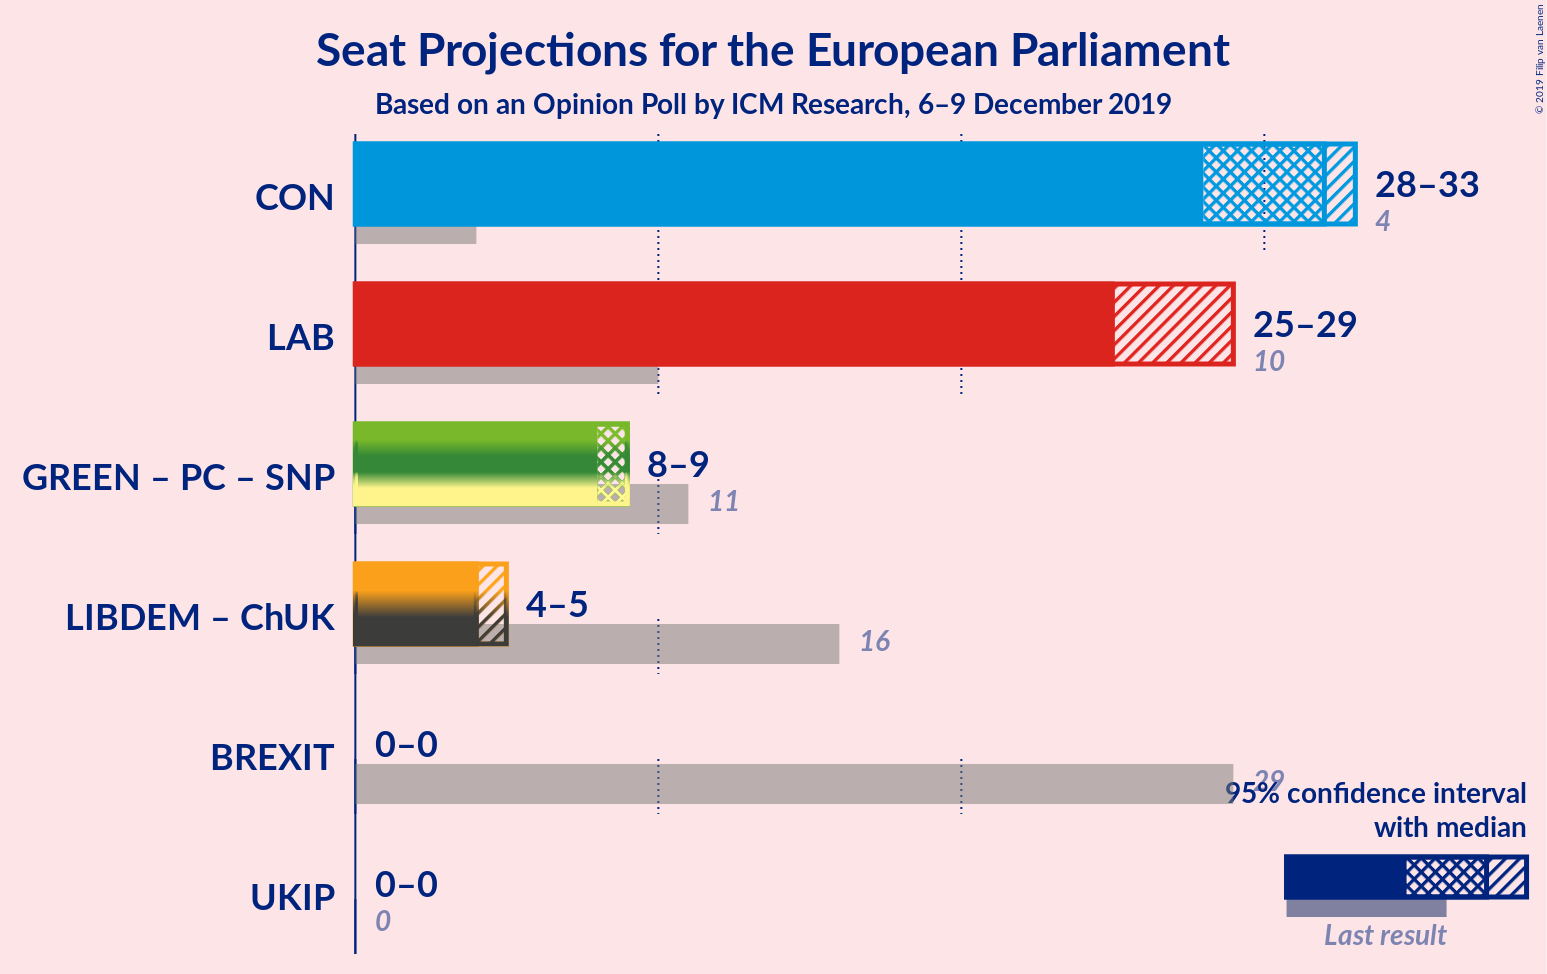 Seat Projections for the European Parliament
Based on an Opinion Poll by ICM Research, 6–9 December 2019
© 2019 Filip van Laenen
CON
28–33
4
LAB
25–29
10
GREEN – PC – SNP
8–9
11
LIBDEM – ChUK
4–5
16
BREXIT
0–0
29
UKIP
0–0
0
95% confidence interval
with median
Last result